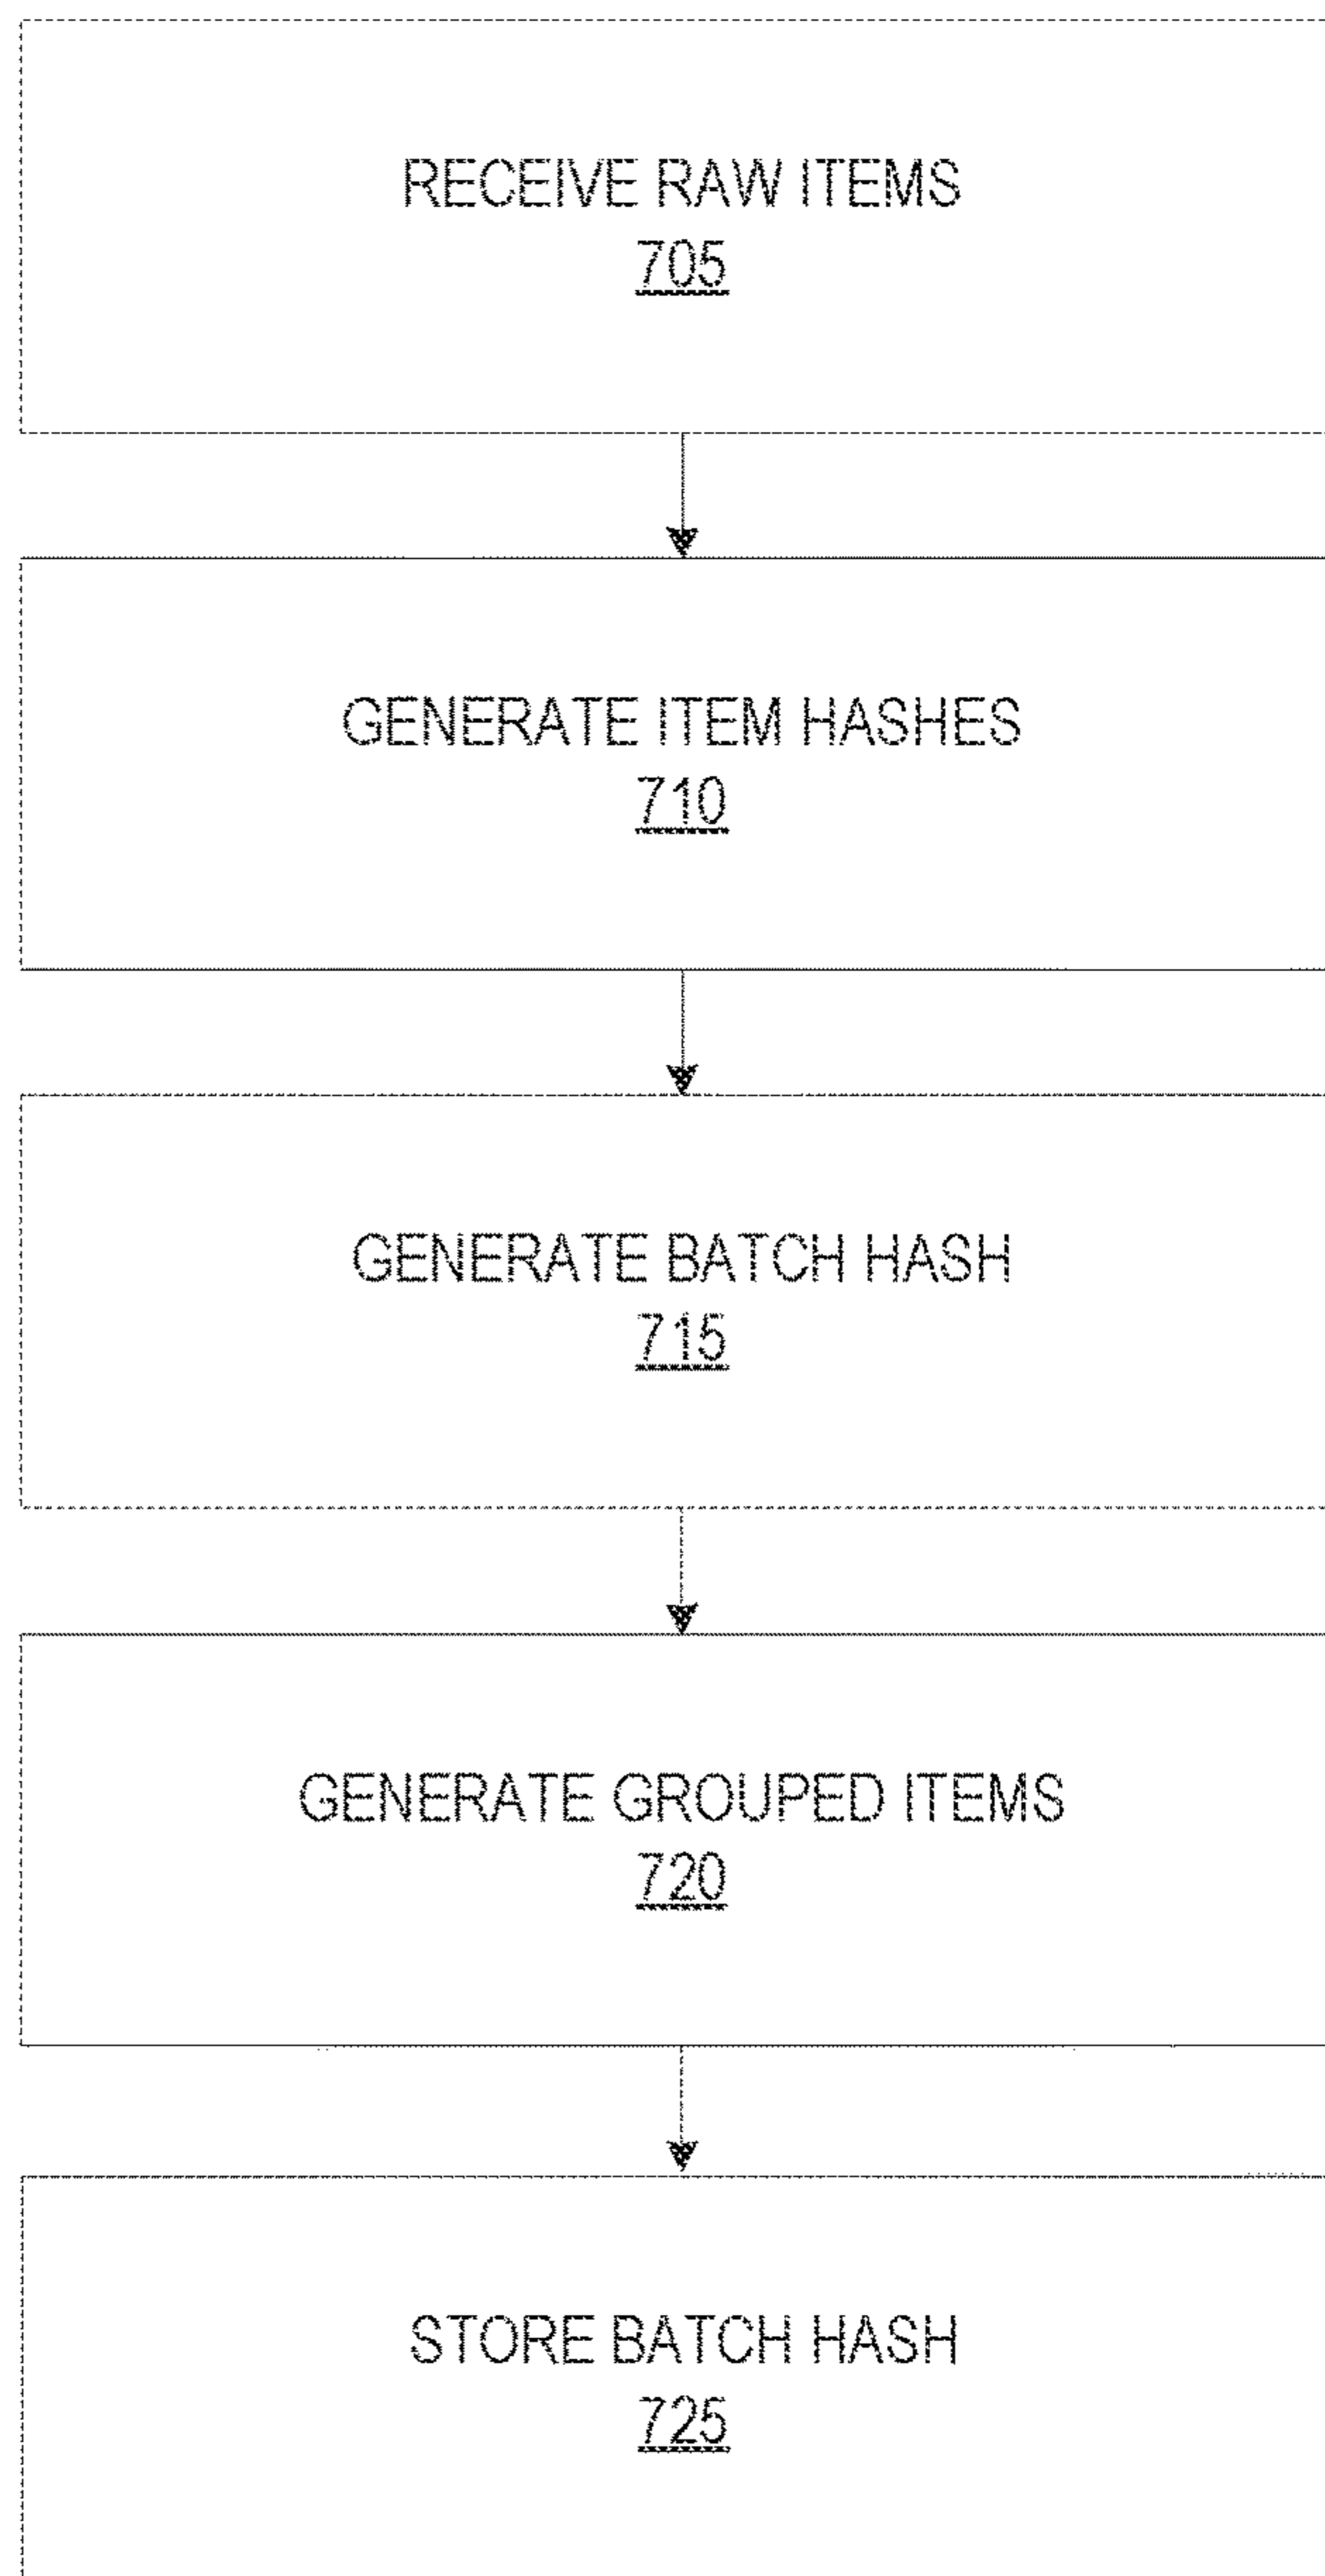 RECEIVE RAW ITEMS
705
GENERATE ITEM HASHES
710
GENERATE BATCH HASH
715
GENERATE GROUPED ITEMS
720
STORE BATCH HASH
725